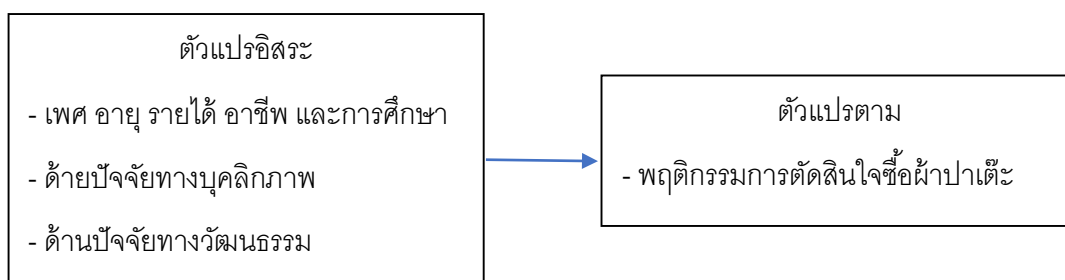 ตัวแปรอิสระ
- เพศ อายุ รายได้ อาชีพ และการศึกษา
- ด้ายปัจจัยทางบุคลิกภาพ
- ด้านปัจจัยทางวัฒนธรรม
ตัวแปรตาม
- พฤติกรรมการตัดสินใจซื้อผ้าปาเต๊ะ